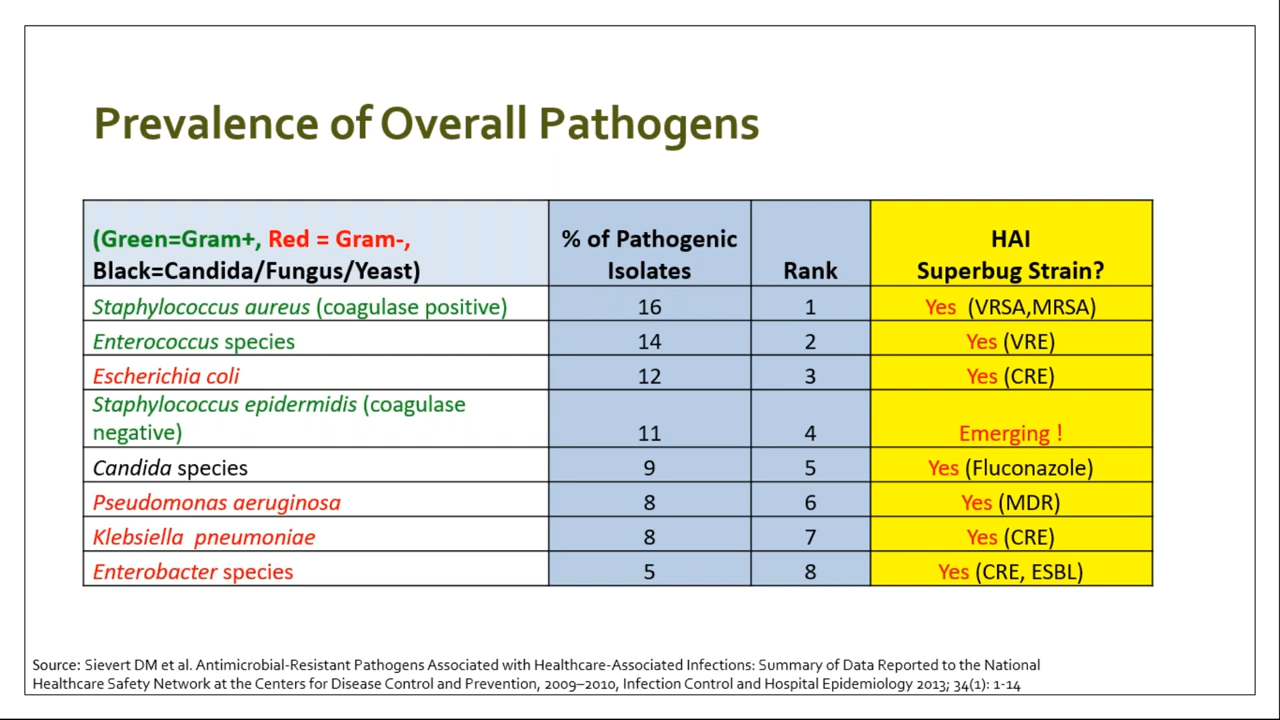 Prevalence of Overall Pathogens
(Green=Gram+, Red = Gram-,
Black=Candida/Fungus/Yeast)
% of Pathogenic
Isolates
Rank
HAI
Superbug Strain?
Staphylococcus aureus (coagulase positive) 16 1 Yes (VRSA,MRSA)
Enterococcus species 14 2 Yes (VRE)
Escherichia coli 12 3 Yes (CRE)
Staphylococcus epidermidis (coagulase
negative) 11 4 Emerging !
Candida species 9 5 Yes (Fluconazole)
Pseudomonas aeruginosa 8 6 Yes (MDR)
Klebsiella pneumoniae 8 7 Yes (CRE)
Enterobacter species 5 8 Yes (CRE, ESBL)
Source: Sievert DM et al. Antimicrobial-Resistant Pathogens Associated with Healthcare-Associated Infections: Summary of Data Reported to the National
Healthcare Safety Network at the Centers for Disease Control and Prevention, 2009–2010, Infection Control and Hospital Epidemiology 2013; 34(1): 1-14